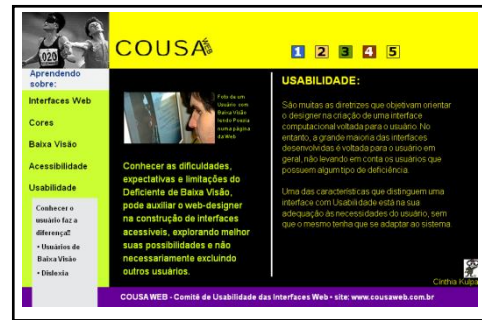 020
COUSA WEB
1 2 3 4 5
Aprendendo
sobre:
Interfaces Web
Cores
Baixa Visão
Acessibilidade
Usabilidade
Conhecer o
usuário faz a
diferença?
• Usuários de
Baixa Visão
• Dislexia
Foto de um
Usuário com
Baixa Visão
lendo Poesia
numa página
da Web
Conhecer as dificuldades,
expectativas e limitações do
Deficiente de Baixa Visão,
pode auxiliar o web-designer
na construção de interfaces
acessíveis, explorando melhor
suas possibilidades e não
necessariamente excluindo
outros usuários.
USABILIDADE:
São muitas as diretrizes que objetivam orientar
o designer na criação de uma interface
computacional voltada para o usuário. No
entanto, a grande maioria das interfaces
desenvolvidas é voltada para o usuário em
geral, não levando em conta os usuários que
possuem algum tipo de deficiência.
Uma das características que distinguem uma
interface com Usabilidade está na sua
adequação às necessidades do usuário, sem
que o mesmo tenha que se adaptar ao sistema
Cínthia Kulpa
COUSAWEB - Comitê de Usabilidade das Interfaces Web • site: www.cousaweb.com.br